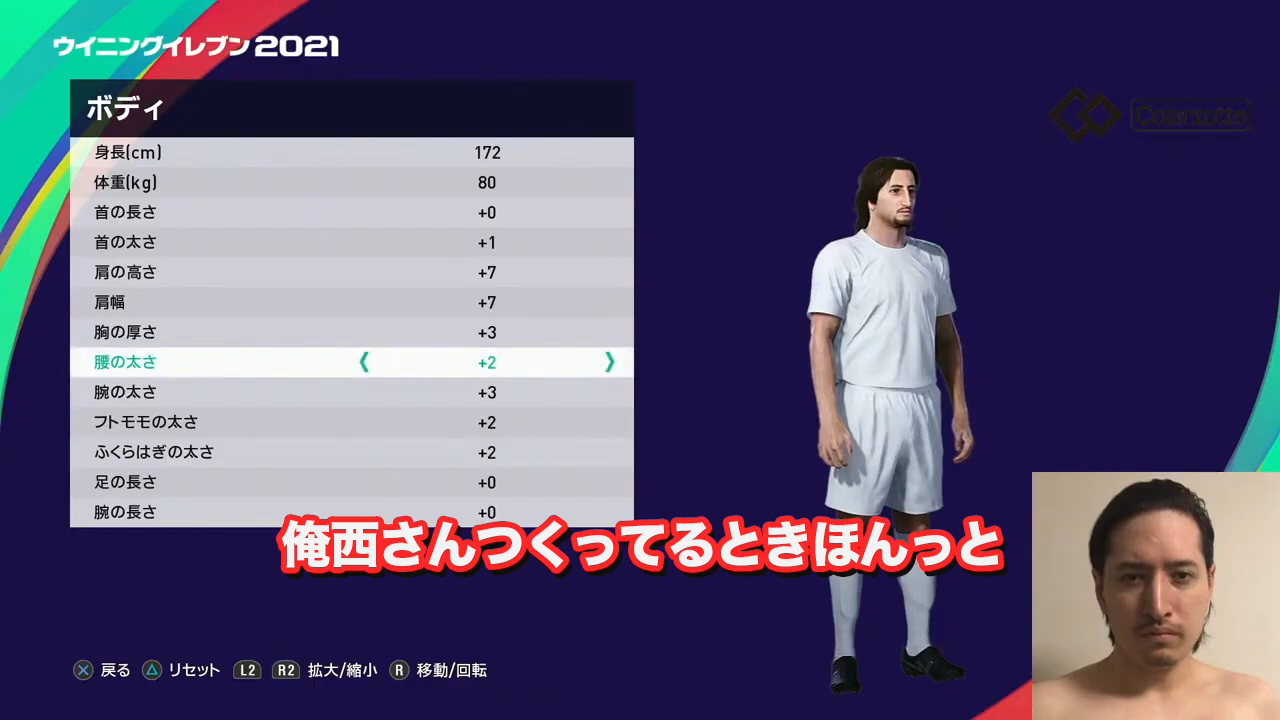 ウイニングイレブン2021
ボディ
身長(cm) 172
体重(kg) 80
首の長さ +0
首の太さ +1
肩の高さ +7
肩幅 +7
胸の厚さ +3
腰の太さ +2
腕の太さ +3
フトモモの太さ +2
ふくらはぎの太さ +2
足の長さ +0
腕の長さ +0
俺西さんつくってるときほんっと
戻る リセット L2 R2 拡大/縮小 R 移動/回転
Colantotte